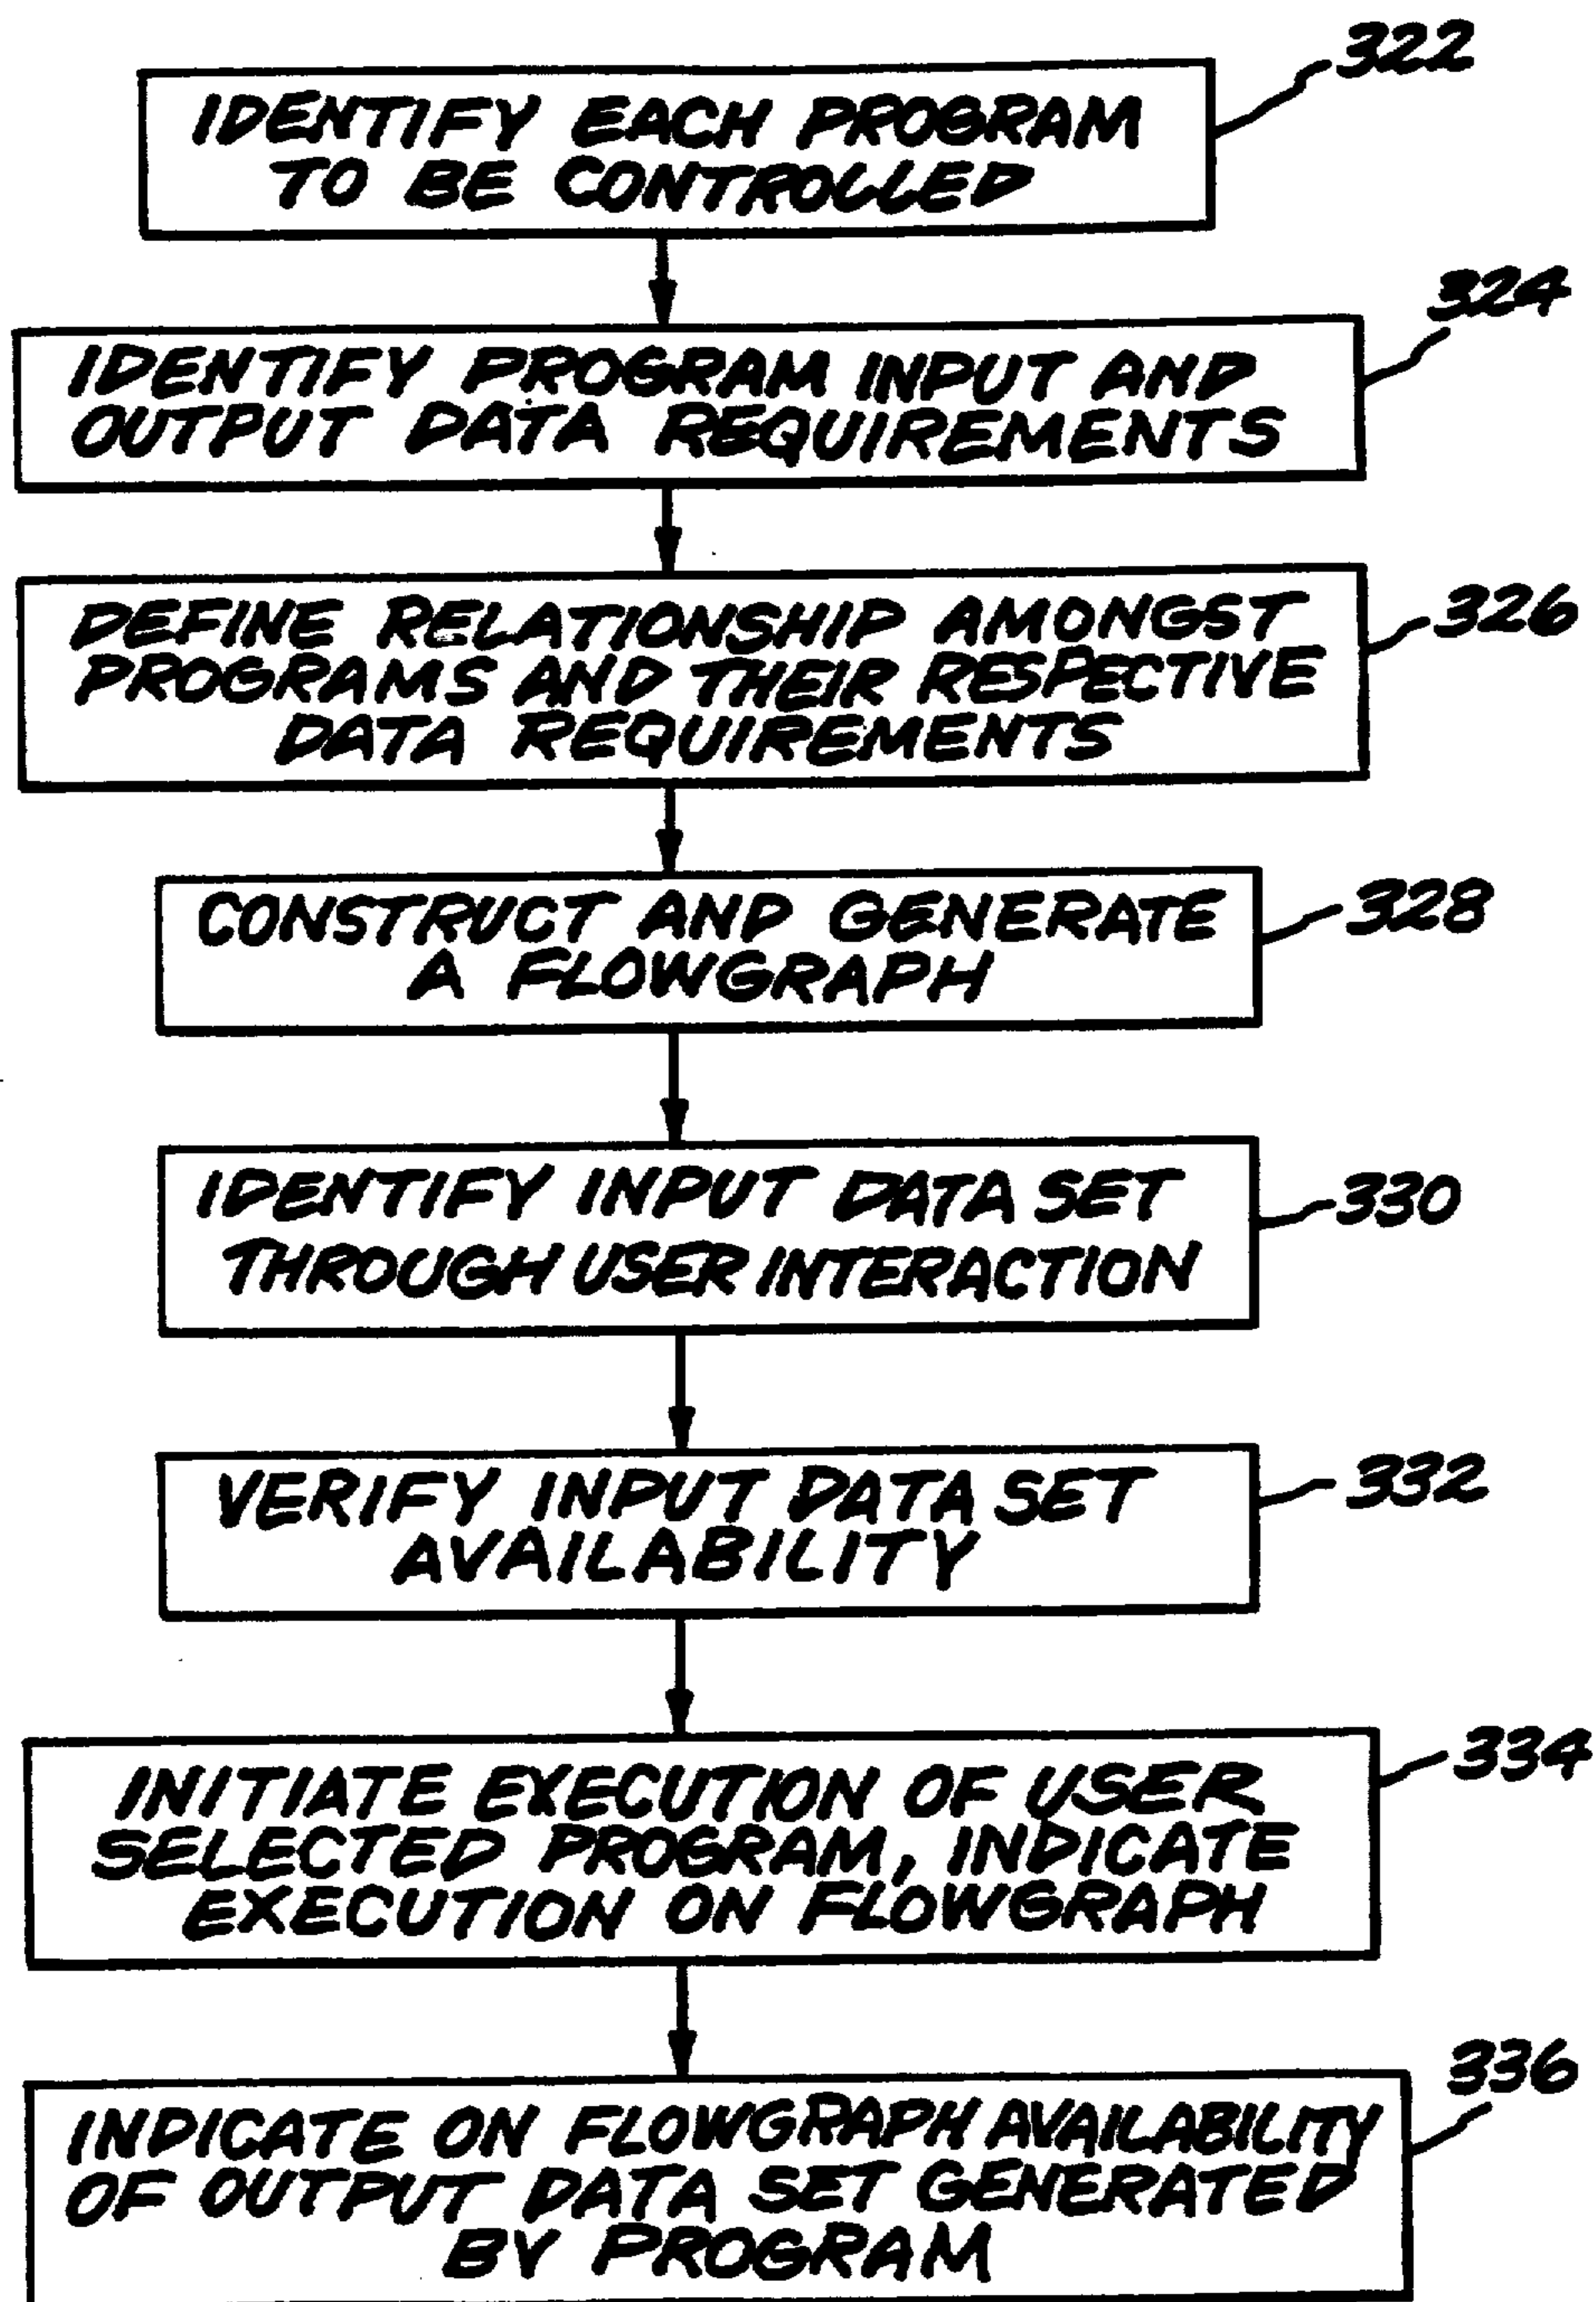 322
IDENTIFY EACH PROGRAM
TO BE CONTROLLED
324
IDENTIFY PROGRAM INPUT AND
OUTPUT DATA REQUIREMENTS
326
DEFINE RELATIONSHIP AMONGST
PROGRAMS AND THEIR RESPECTIVE
DATA REQUIREMENTS
328
CONSTRUCT AND GENERATE
A FLOWGRAPH
330
IDENTIFY INPUT DATA SET
THROUGH USER INTERACTION
332
VERIFY INPUT DATA SET
AVAILABILITY
334
INITIATE EXECUTION OF USER
SELECTED PROGRAM, INDICATE
EXECUTION ON FLOWGRAPH
336
INDICATE ON FLOWGRAPH AVAILABILITY
OF OUTPUT DATA SET GENERATED
BY PROGRAM